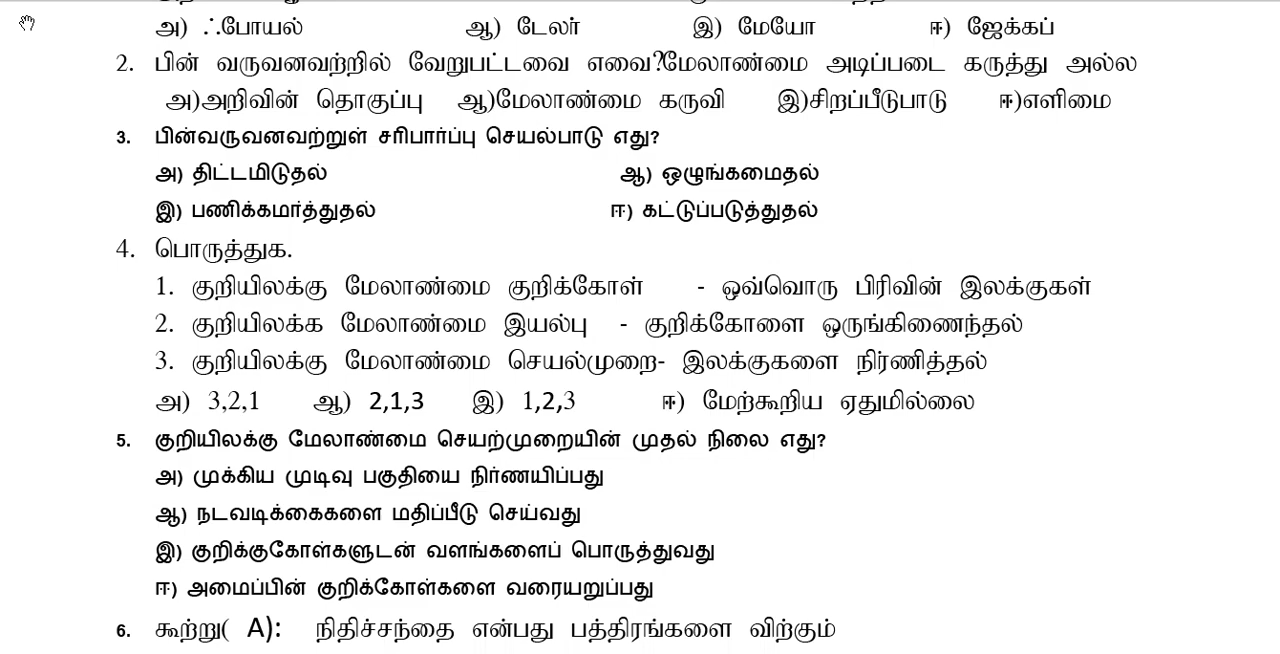 அ) ஃபோயல் ஆ) டேலர் இ) மேயோ ஈ) ஜேக்கப்
2. பின் வருவனவற்றில் வேறுபட்டவை எவை?மேலாண்மை அடிப்படை கருத்து அல்ல
அ)அறிவின் தொகுப்பு ஆ)மேலாண்மை கருவி இ)சிறப்பீடுபாடு ஈ)எளிமை
3. பின்வருவனவற்றுள் சரிபார்ப்பு செயல்பாடு எது?
அ) திட்டமிடுதல் ஆ) ஒழுங்கமைதல்
இ) பணிக்கமர்த்துதல் ஈ) கட்டுப்படுத்துதல்
4. பொருத்துக.
1. குறியிலக்கு மேலாண்மை குறிக்கோள் - ஒவ்வொரு பிரிவின் இலக்குகள்
2. குறியிலக்க மேலாண்மை இயல்பு - குறிக்கோளை ஒருங்கிணைந்தல்
3. குறியிலக்கு மேலாண்மை செயல்முறை- இலக்குகளை நிர்ணித்தல்
அ) 3,2,1 ஆ) 2,1,3 இ) 1,2,3 ஈ) மேற்கூறிய ஏதுமில்லை
5. குறியிலக்கு மேலாண்மை செயற்முறையின் முதல் நிலை எது?
அ) முக்கிய முடிவு பகுதியை நிர்ணயிப்பது
ஆ) நடவடிக்கைகளை மதிப்பீடு செய்வது
இ) குறிக்குகோள்களுடன் வளங்களைப் பொருத்துவது
ஈ) அமைப்பின் குறிக்கோள்களை வரையறுப்பது
6. கூற்று( A): நிதிச்சந்தை என்பது பத்திரங்களை விற்கும்